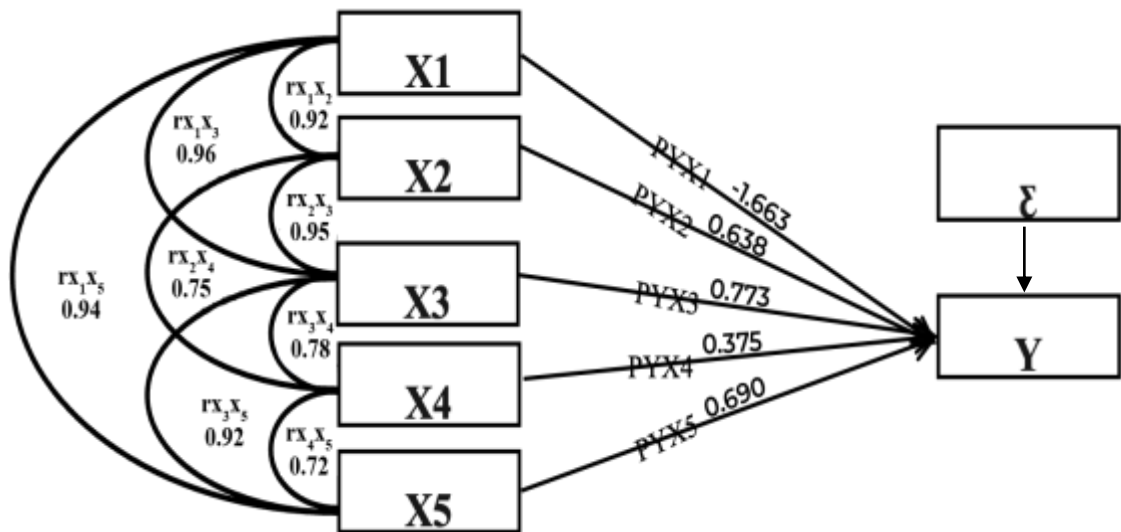 X1
rx₁x₂
0.92
rx₁x₃
0.96
PYX1 -1.663
X2
PYX2 0.638
ε
rx₂x₃
0.95
rx₂x₄
0.75
rx₁x₅
0.94
X3
PYX3 0.773
Y
rx₃x₄
0.78
PYX4 0.375
X4
rx₃x₅
0.92
rx₄x₅
0.72
PYX5 0.690
X5